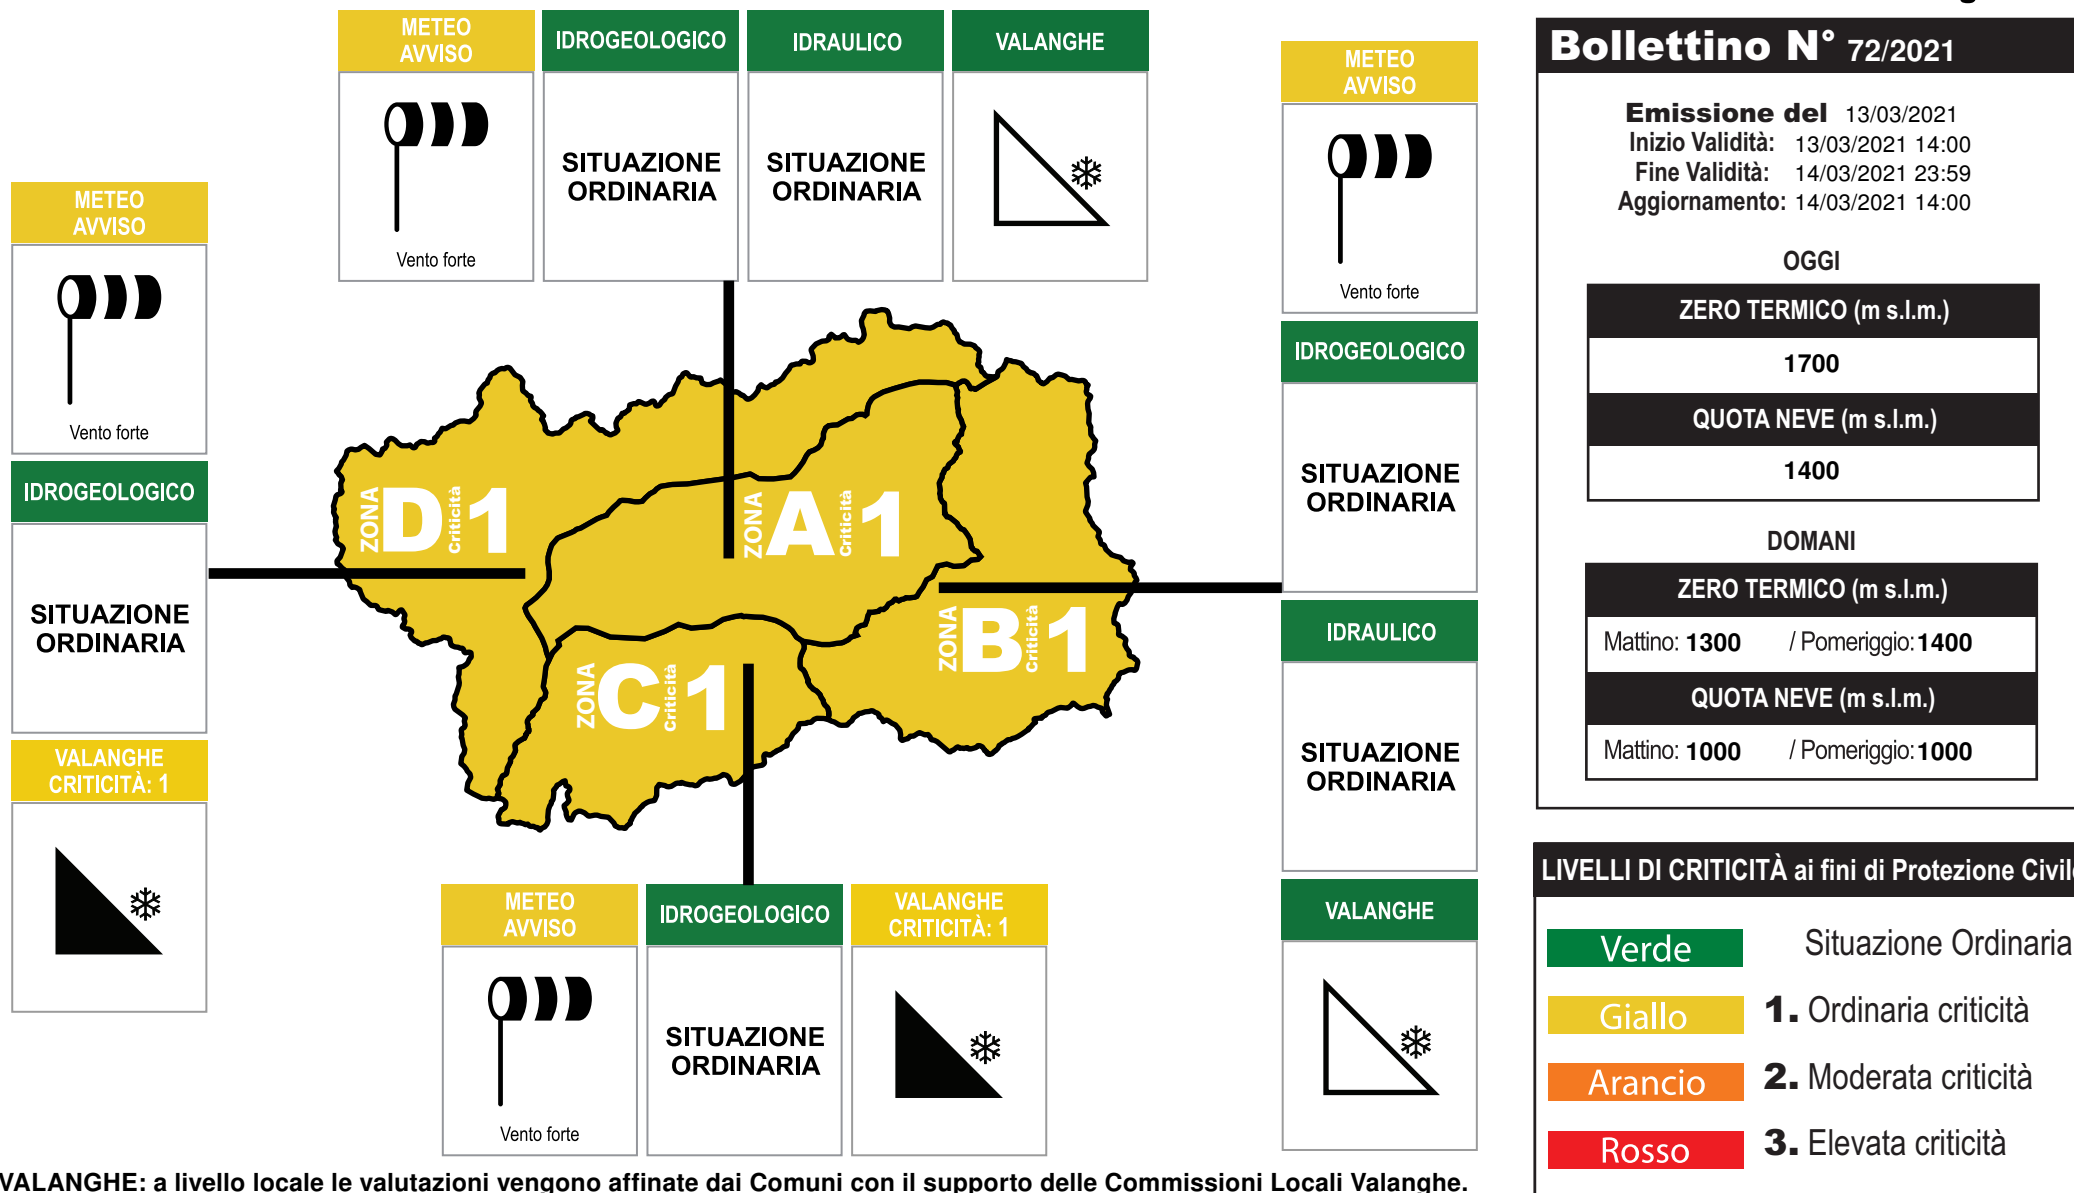 METEO
AVVISO
Vento forte
IDROGEOLOGICO
SITUAZIONE
ORDINARIA
IDRAULICO
SITUAZIONE
ORDINARIA
VALANGHE
METEO
AVVISO
Vento forte
IDROGEOLOGICO
SITUAZIONE
ORDINARIA
VALANGHE
CRITICITÀ: 1
ZONA D Criticità 1
ZONA A Criticità 1
ZONA B Criticità 1
ZONA C Criticità 1
METEO
AVVISO
Vento forte
IDROGEOLOGICO
SITUAZIONE
ORDINARIA
IDRAULICO
SITUAZIONE
ORDINARIA
VALANGHE
METEO
AVVISO
Vento forte
IDROGEOLOGICO
SITUAZIONE
ORDINARIA
VALANGHE
CRITICITÀ: 1
VALANGHE: a livello locale le valutazioni vengono affinate dai Comuni con il supporto delle Commissioni Locali Valanghe.
Bollettino N° 72/2021
Emissione del 13/03/2021
Inizio Validità: 13/03/2021 14:00
Fine Validità: 14/03/2021 23:59
Aggiornamento: 14/03/2021 14:00
OGGI
ZERO TERMICO (m s.l.m.)
1700
QUOTA NEVE (m s.l.m.)
1400
DOMANI
ZERO TERMICO (m s.l.m.)
Mattino: 1300 / Pomeriggio: 1400
QUOTA NEVE (m s.l.m.)
Mattino: 1000 / Pomeriggio: 1000
LIVELLI DI CRITICITÀ ai fini di Protezione Civile
Verde Situazione Ordinaria
Giallo 1. Ordinaria criticità
Arancio 2. Moderata criticità
Rosso 3. Elevata criticità